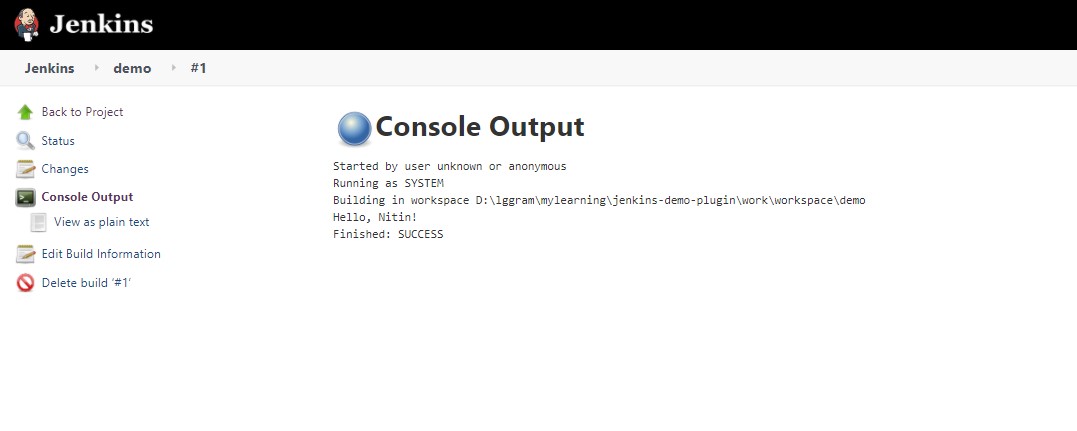 Jenkins
Jenkins demo #1
Back to Project
Status
Changes
Console Output
View as plain text
Edit Build Information
Delete build ‘#1’
Console Output
Started by user unknown or anonymous
Running as SYSTEM
Building in workspace D:\lggram\mylearning\jenkins-demo-plugin\work\workspace\demo
Hello, Nitin!
Finished: SUCCESS